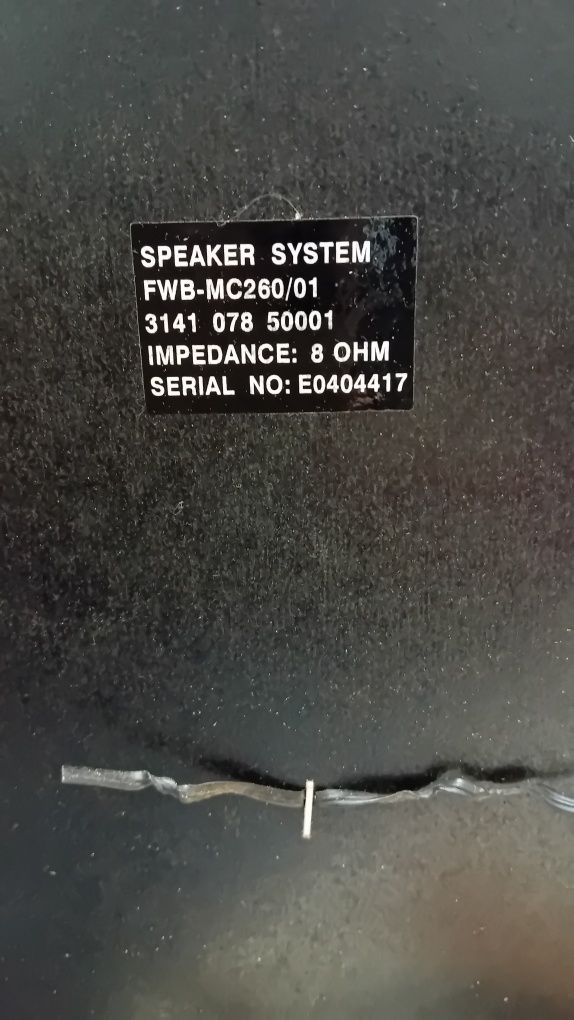 SPEAKER SYSTEM
FWB-MC260/01
3141 078 50001
IMPEDANCE: 8 OHM
SERIAL NO: E0404417